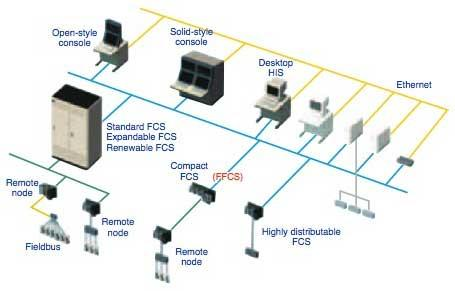 Open-style
console
Solid-style
console
Desktop
HIS
Ethernet
Standard FCS
Expandable FCS
Renewable FCS
Compact
FCS
(FFCS)
Remote
node
Remote
node
Fieldbus
Remote
node
Highly distributable
FCS